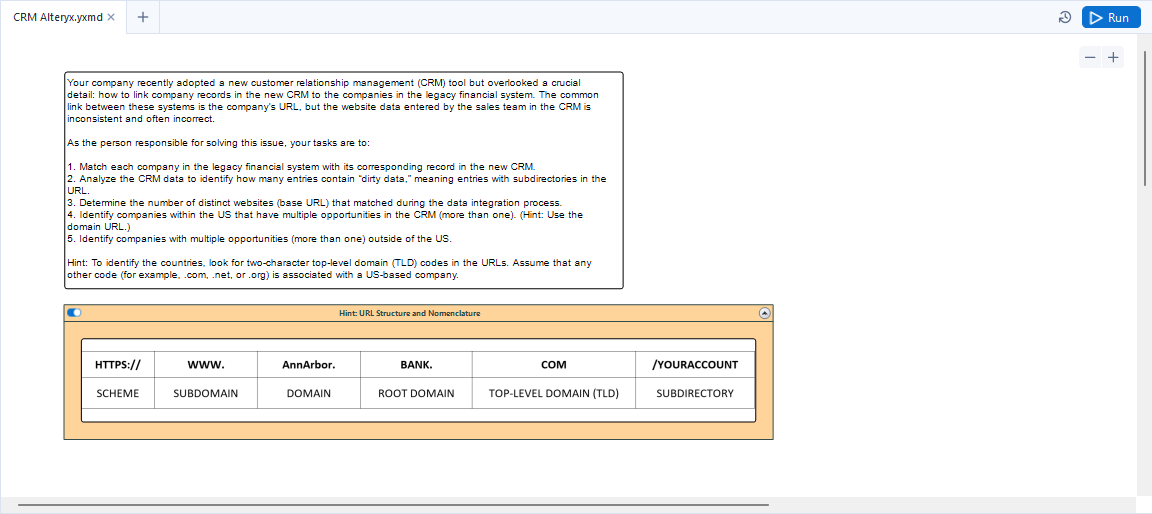 CRM Alteryx.yxmd
Run
Your company recently adopted a new customer relationship management (CRM) tool but overlooked a crucial
detail: how to link company records in the new CRM to the companies in the legacy financial system. The common
link between these systems is the company's URL, but the website data entered by the sales team in the CRM is
inconsistent and often incorrect.
As the person responsible for solving this issue, your tasks are to:
1. Match each company in the legacy financial system with its corresponding record in the new CRM.
2. Analyze the CRM data to identify how many entries contain "dirty data," meaning entries with subdirectories in the
URL.
3. Determine the number of distinct websites (base URL) that matched during the data integration process.
4. Identify companies within the US that have multiple opportunities in the CRM (more than one). (Hint: Use the
domain URL.)
5. Identify companies with multiple opportunities (more than one) outside of the US.
Hint: To identify the countries, look for two-character top-level domain (TLD) codes in the URLs. Assume that any
other code (for example, .com, .net, or .org) is associated with a US-based company.
Hint: URL Structure and Nomenclature
HTTPS:// WWW. AnnArbor. BANK. COM /YOURACCOUNT
SCHEME SUBDOMAIN DOMAIN ROOT DOMAIN TOP-LEVEL DOMAIN (TLD) SUBDIRECTORY